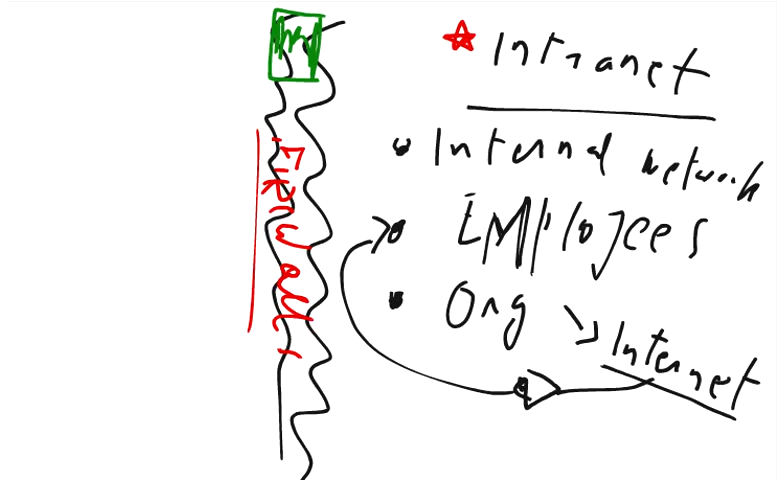 Intranet
Internal network
Employees
Org
Internet
Firewall